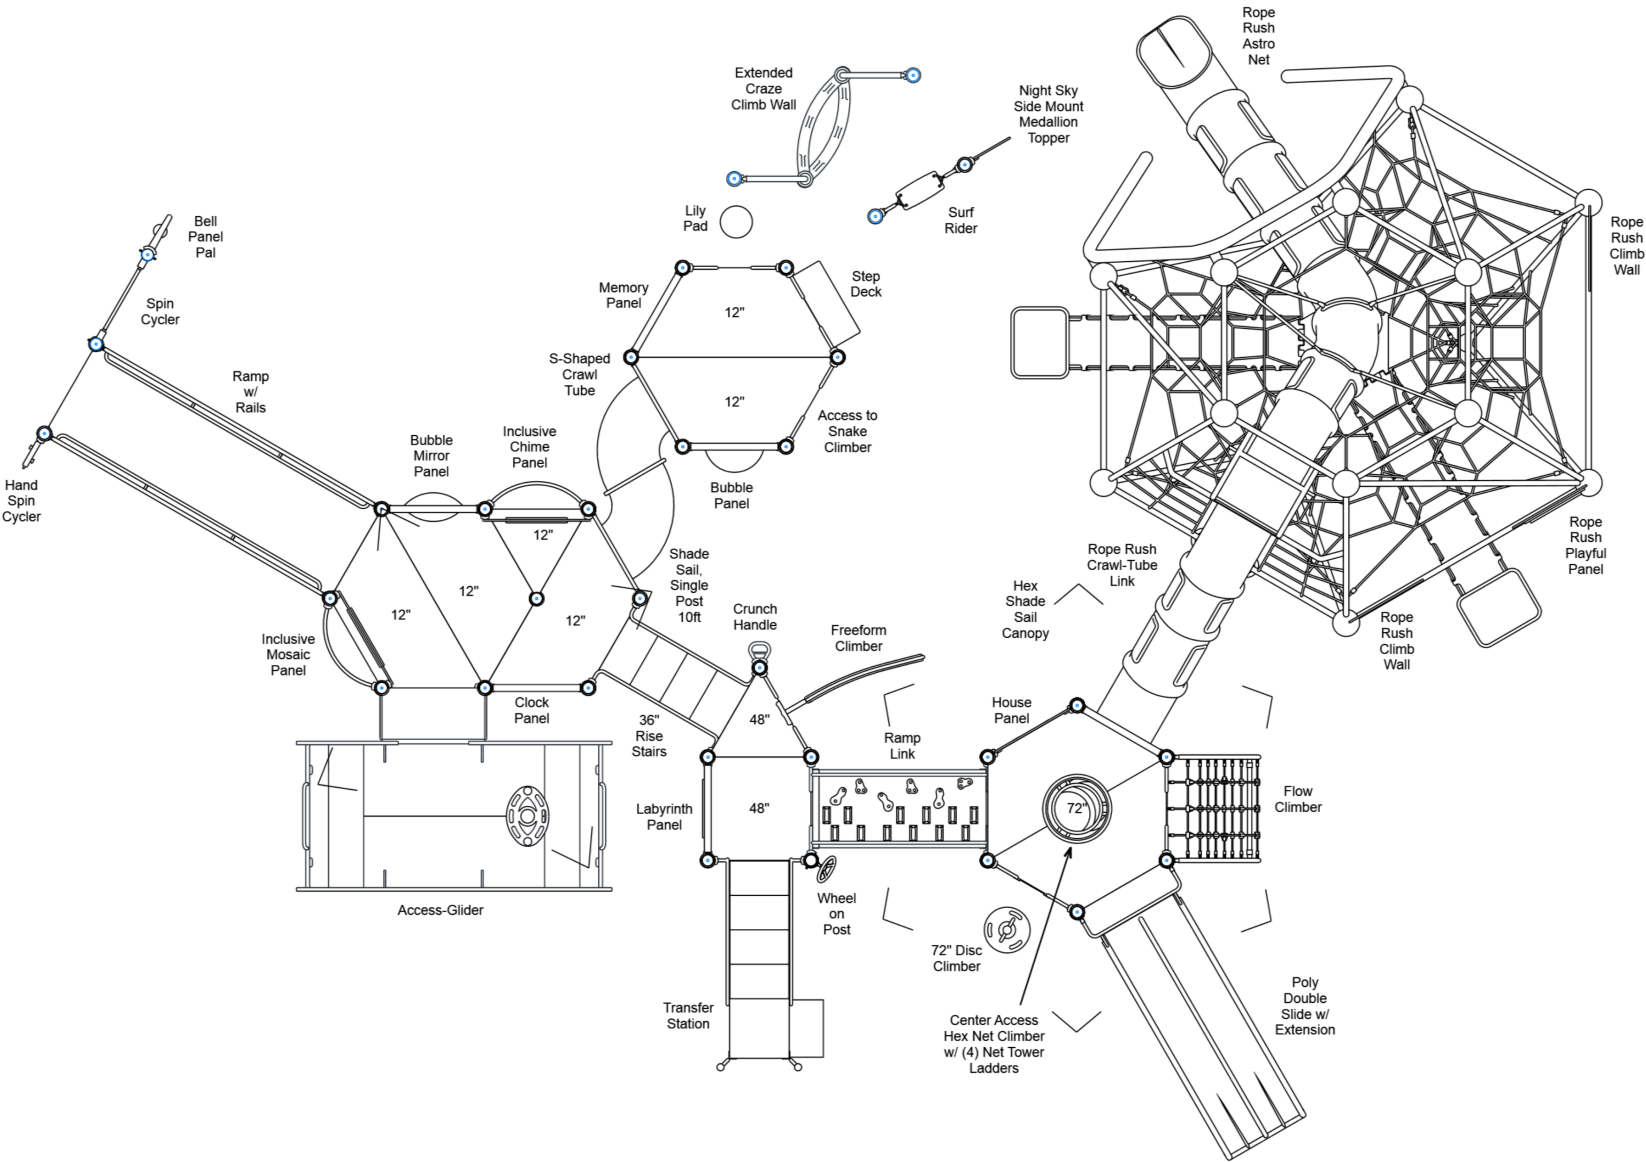 Rope
Rush
Astro
Net
Extended
Craze
Climb Wall
Night Sky
Side Mount
Medallion
Topper
Lily
Pad
Surf
Rider
Bell
Panel
Pal
Rope
Rush
Climb
Wall
Spin
Cycler
Memory
Panel
Step
Deck
12"
S-Shaped
Crawl
Tube
12"
Ramp
w/
Rails
Access to
Snake
Climber
Bubble
Mirror
Panel
Inclusive
Chime
Panel
Bubble
Panel
Hand
Spin
Cycler
12"
Rope
Rush
Playful
Panel
Rope Rush
Crawl-Tube
Link
Shade
Sail,
Single
Post
10ft
Hex
Shade
Sail
Canopy
12"
12"
12"
Crunch
Handle
Freeform
Climber
Rope
Rush
Climb
Wall
Inclusive
Mosaic
Panel
Clock
Panel
36"
Rise
Stairs
48"
House
Panel
Ramp
Link
Labyrinth
Panel
48"
72"
Flow
Climber
Access-Glider
Wheel
on
Post
72" Disc
Climber
Transfer
Station
Center Access
Hex Net Climber
w/ (4) Net Tower
Ladders
Poly
Double
Slide w/
Extension